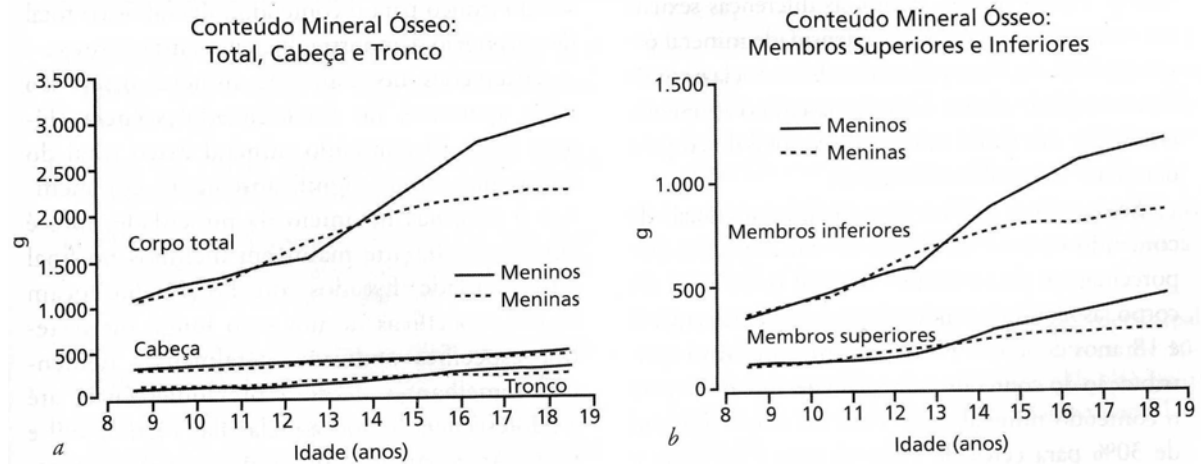 Conteúdo Mineral Ósseo:
Total, Cabeça e Tronco
3.500
3.000
2.500
2.000
1.500
1.000
500
0
g
Corpo total
Meninos
Meninas
Cabeça
Tronco
8 9 10 11 12 13 14 15 16 17 18 19
Idade (anos)
a
Conteúdo Mineral Ósseo:
Membros Superiores e Inferiores
1.500
1.000
500
0
g
Meninos
Meninas
Membros inferiores
Membros superiores
8 9 10 11 12 13 14 15 16 17 18 19
Idade (anos)
b